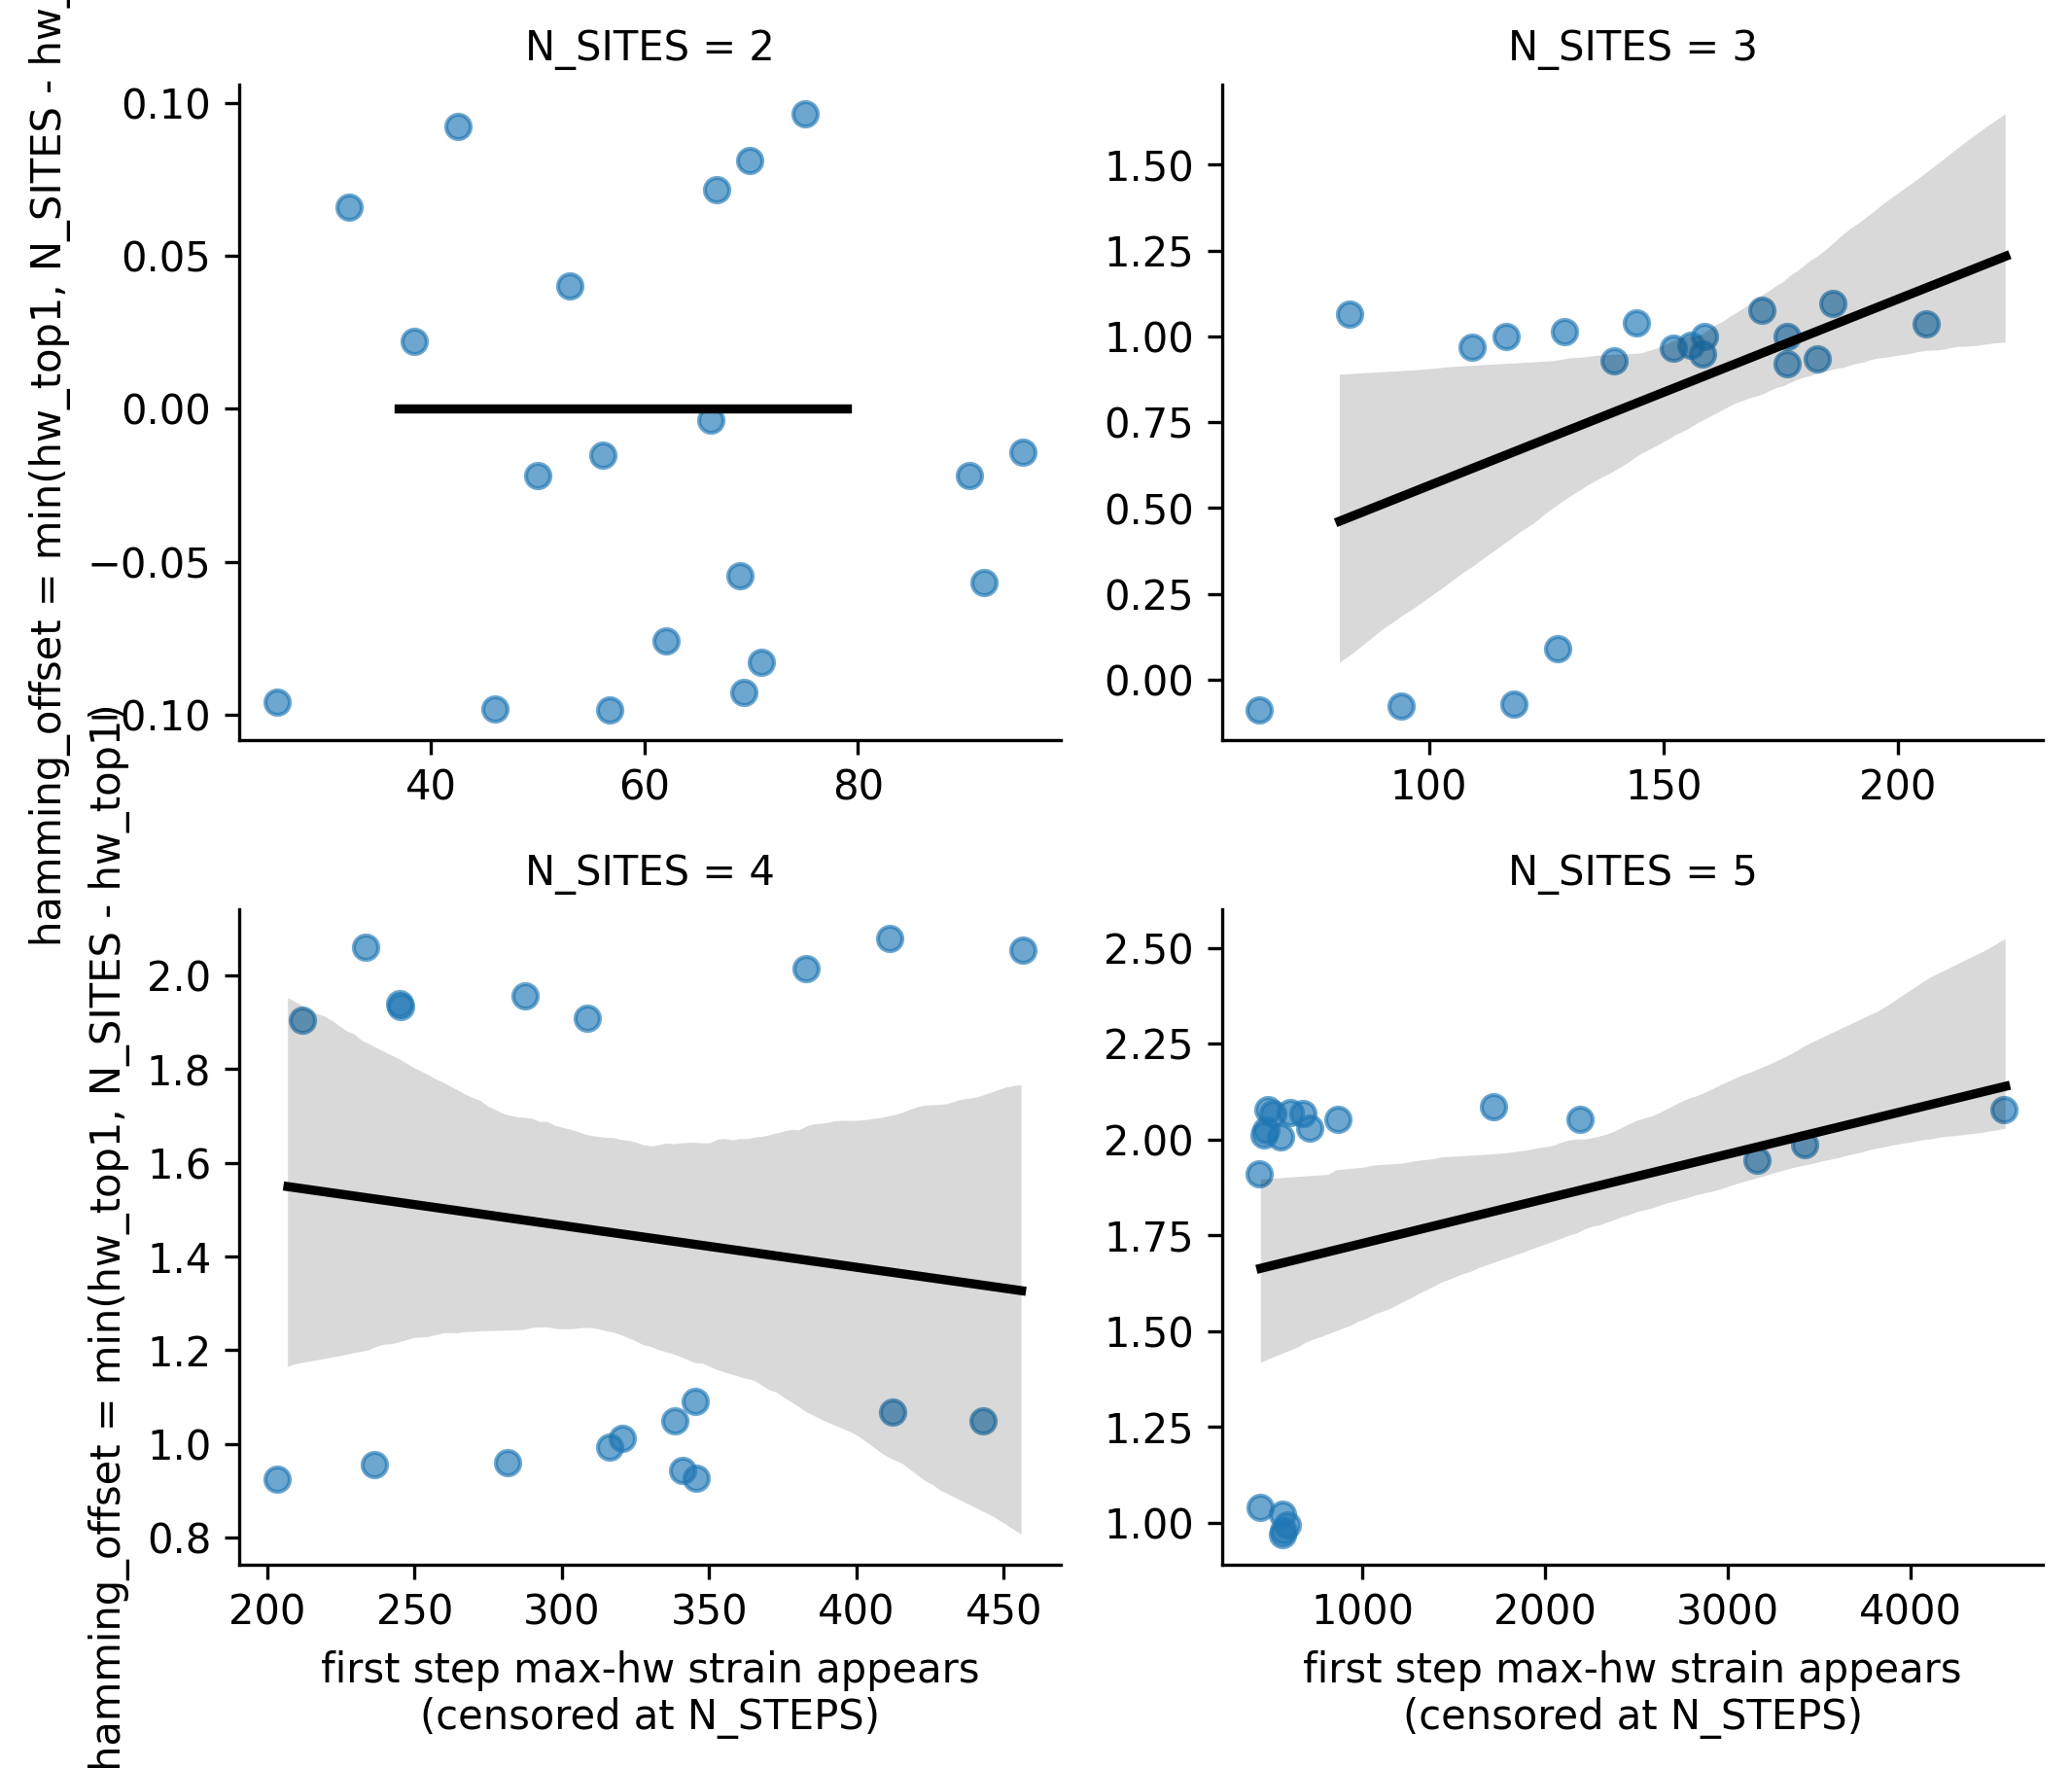 N_SITES = 2
hamming_offset = min(hw_top1, N_SITES - hw_
0.10
0.05
0.00
−0.05
0.10
40 60 80
N_SITES = 3
1.50
1.25
1.00
0.75
0.50
0.25
0.00
100 150 200
N_SITES = 4
hamming_offset = min(hw_top1, N_SITES - hw_top1)
2.0
1.8
1.6
1.4
1.2
1.0
0.8
200 250 300 350 400 450
first step max-hw strain appears
(censored at N_STEPS)
N_SITES = 5
2.50
2.25
2.00
1.75
1.50
1.25
1.00
1000 2000 3000 4000
first step max-hw strain appears
(censored at N_STEPS)